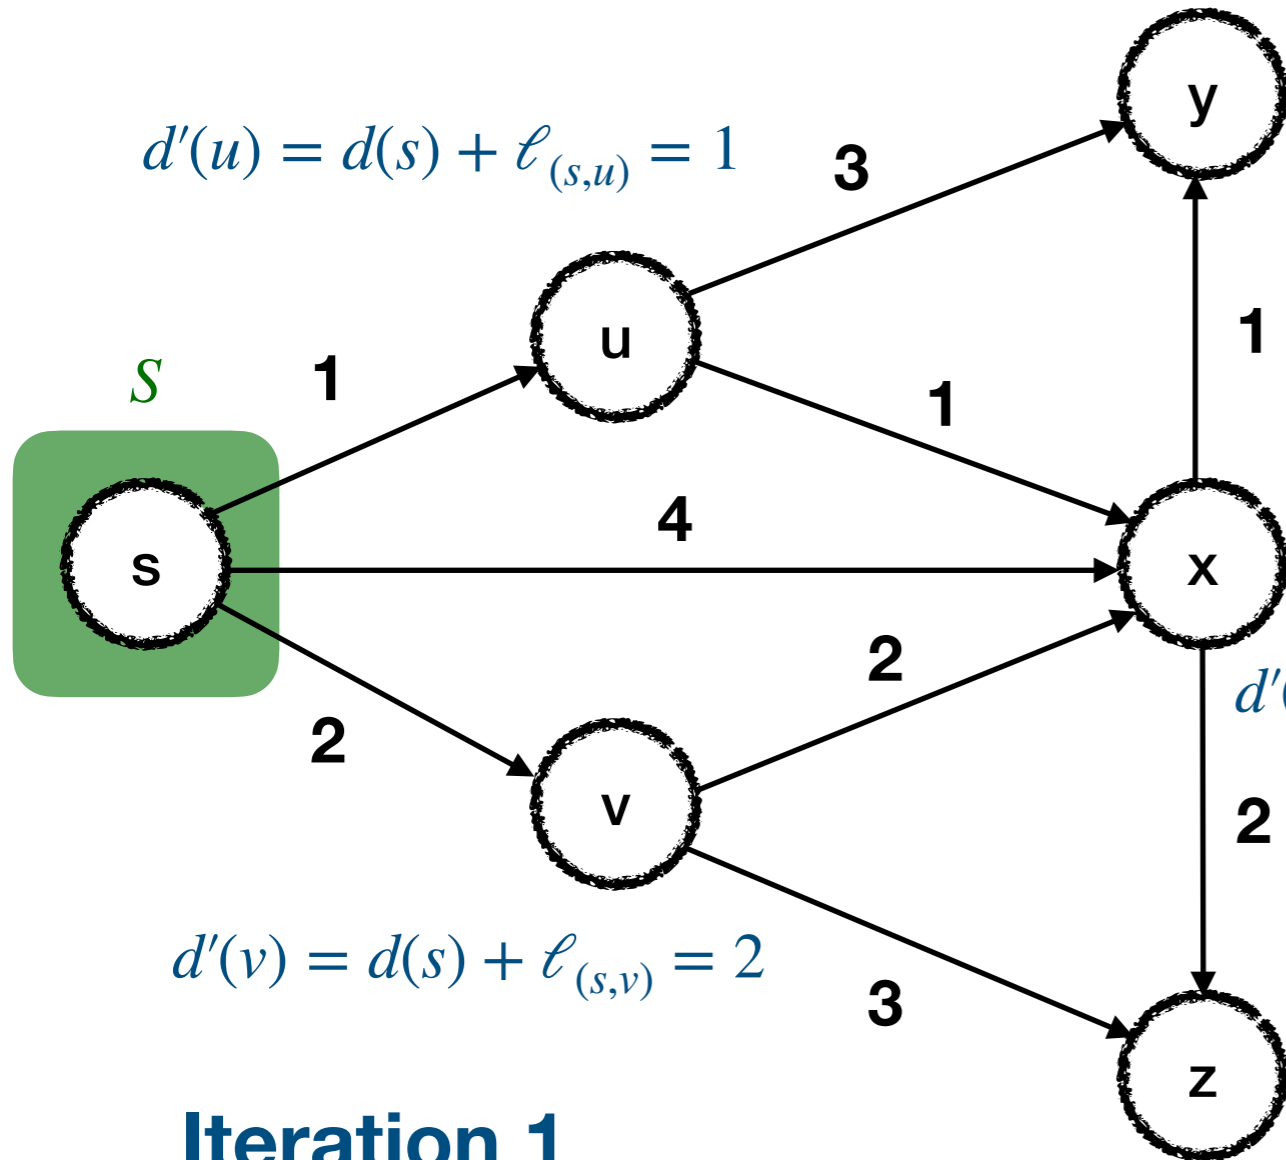 y
d′(u) = d(s) + ℓ(s,u) = 1
3
u
1
S
1
1
4
s
x
2
d′(
2
v
2
d′(v) = d(s) + ℓ(s,v) = 2
3
z
Iteration 1